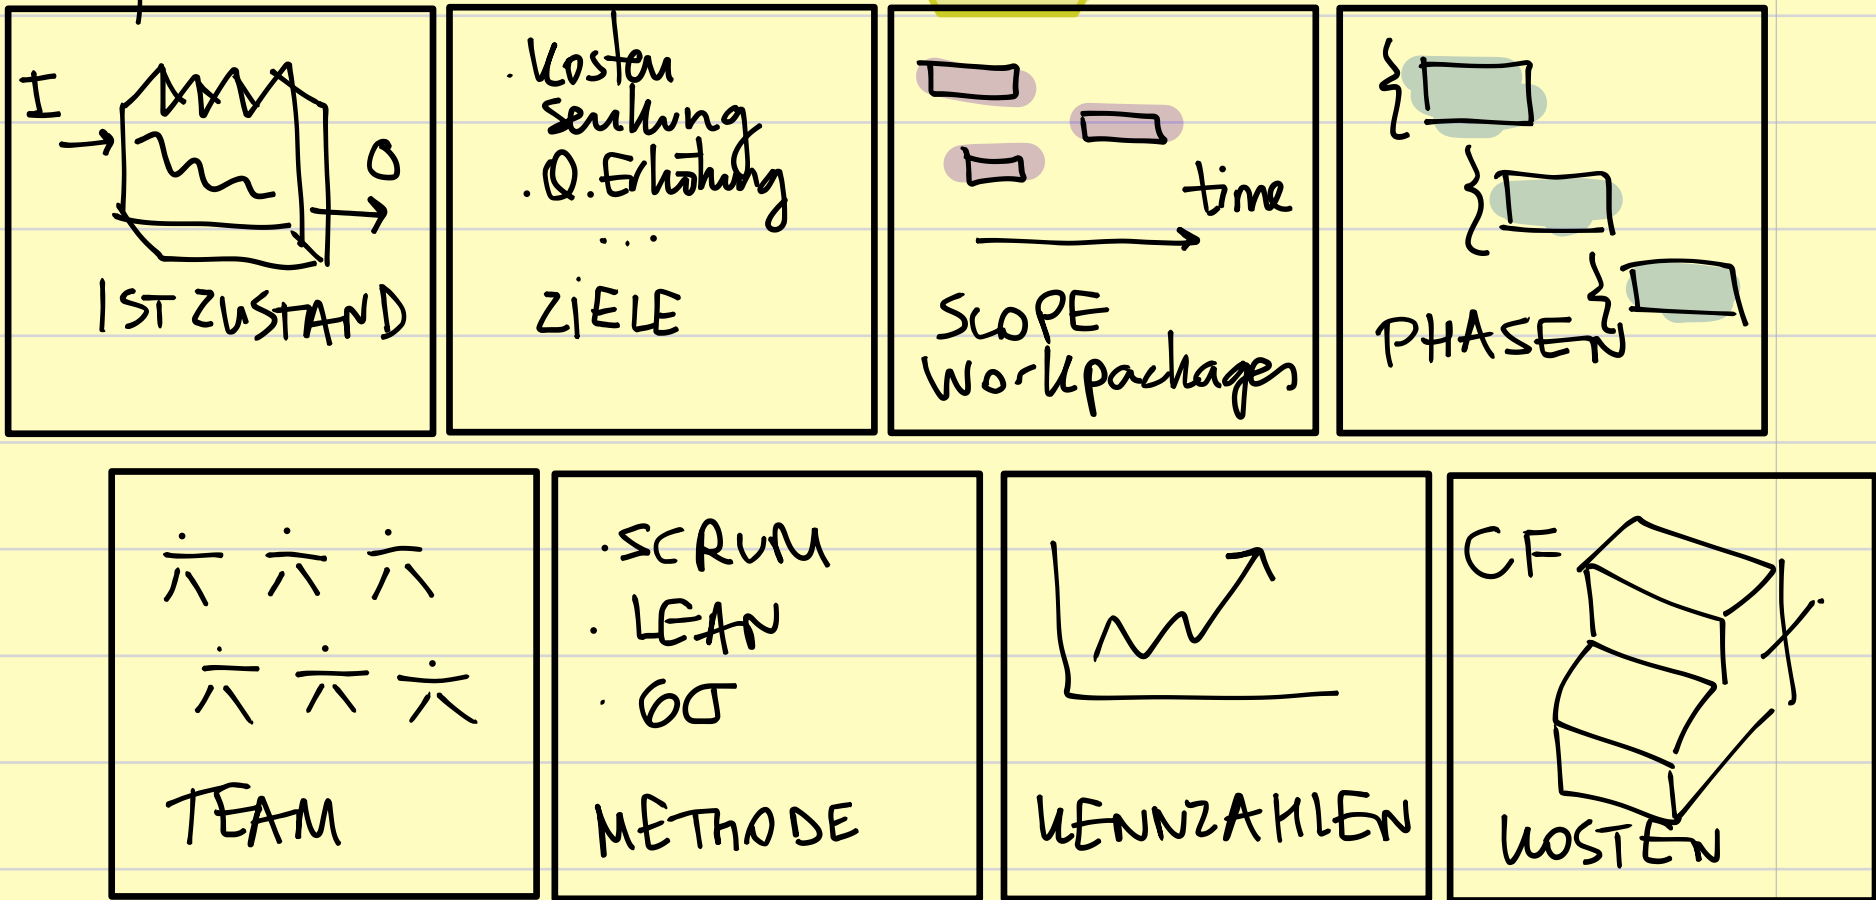 I
O
IST ZUSTAND
. Kosten
Senkung
. Q. Erhöhung
...
ZIELE
time
SCOPE
Workpackages
PHASEN
TEAM
. SCRUM
. LEAN
. 6σ
METHODE
KENNZAHLEN
CF
KOSTEN